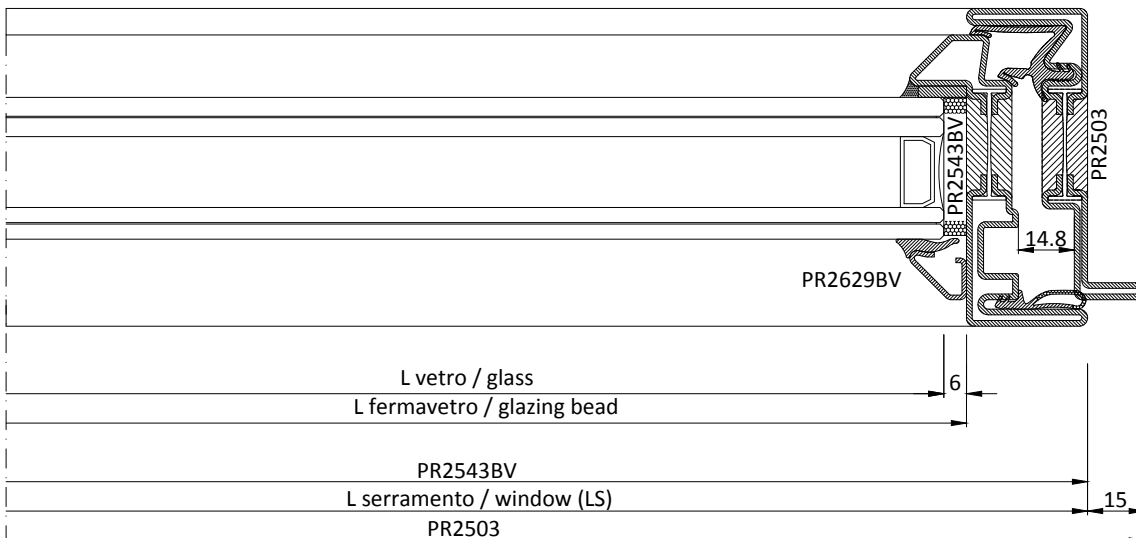 PR2543BV
PR2503
14.8
PR2629BV
L vetro / glass
6
L fermavetro / glazing bead
PR2543BV
L serramento / window (LS)
15
PR2503